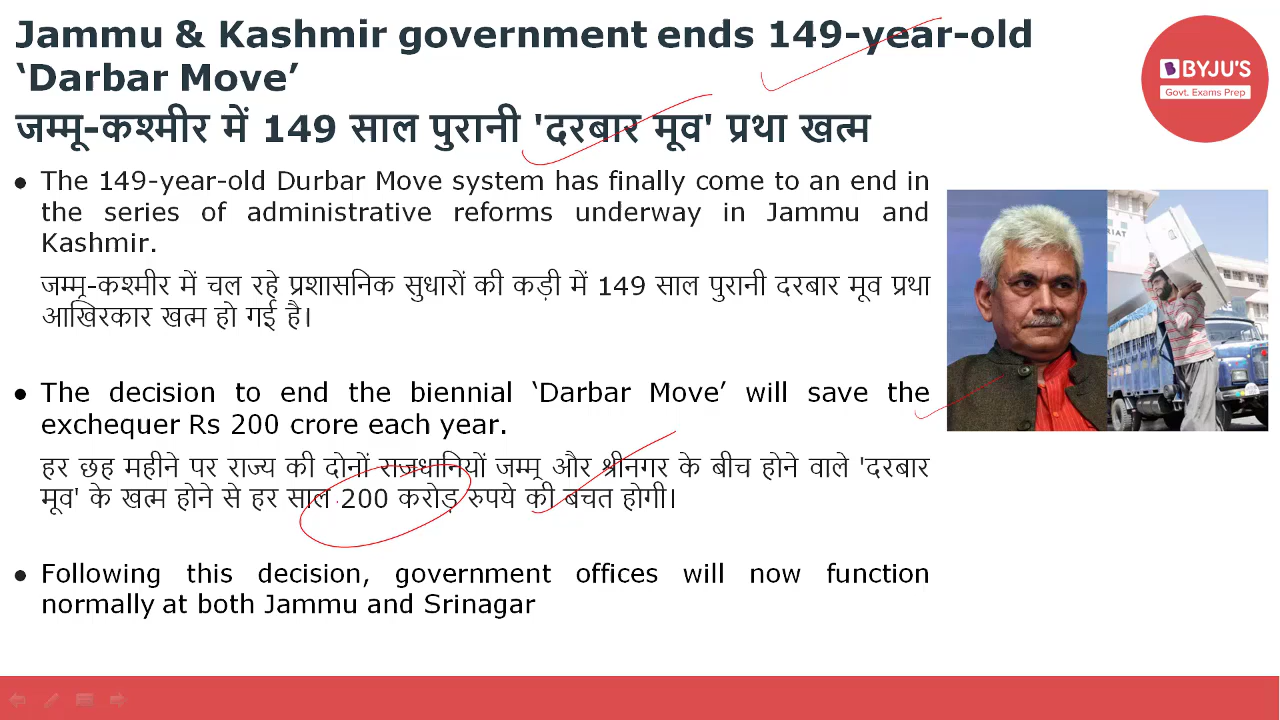 Jammu & Kashmir government ends 149-year-old
‘Darbar Move’
जम्मू-कश्मीर में 149 साल पुरानी 'दरबार मूव' प्रथा खत्म
BYJU'S
Govt. Exams Prep
● The 149-year-old Durbar Move system has finally come to an end in
the series of administrative reforms underway in Jammu and
Kashmir.
जम्मू-कश्मीर में चल रहे प्रशासनिक सुधारों की कड़ी में 149 साल पुरानी दरबार मूव प्रथा
आखिरकार खत्म हो गई है।
● The decision to end the biennial ‘Darbar Move’ will save the
exchequer Rs 200 crore each year.
हर छह महीने पर राज्य की दोनों राजधानियों जम्मू और श्रीनगर के बीच होने वाले 'दरबार
मूव' के खत्म होने से हर साल 200 करोड़ रुपये की बचत होगी।
● Following this decision, government offices will now function
normally at both Jammu and Srinagar